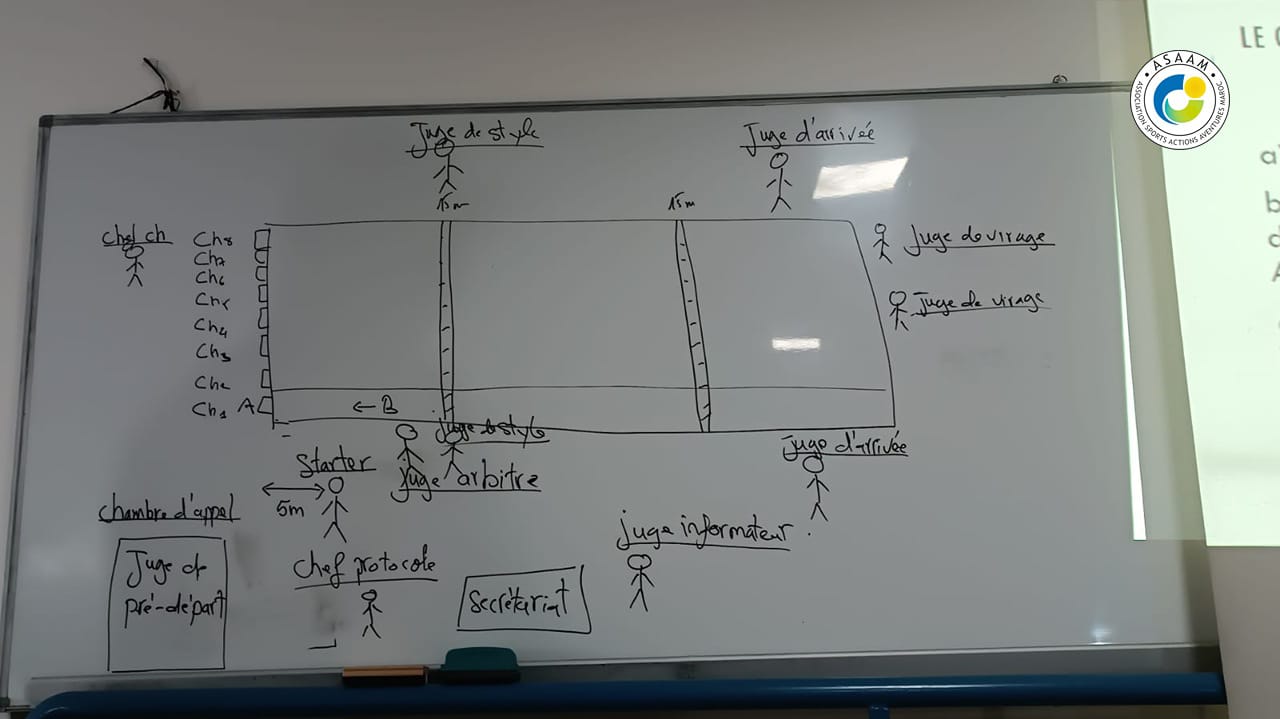 Juge de style
Juge d'arrivée
15m
15m
chef ch
Ch8
Ch7
Ch6
Ch5
Ch4
Ch3
Ch2
Ch1 A
← B
Juge de virage
Juge de virage
Juge de style
Juge d'arrivée
Starter
juge arbitre
5m
chambre d'appel
Juge de
pré-départ
chef protocole
Secrétariat
juge informateur.
ASAAM
ASSOCIATION SPORTS ACTIONS AVENTURES MAROC
LE
a
b
d
A